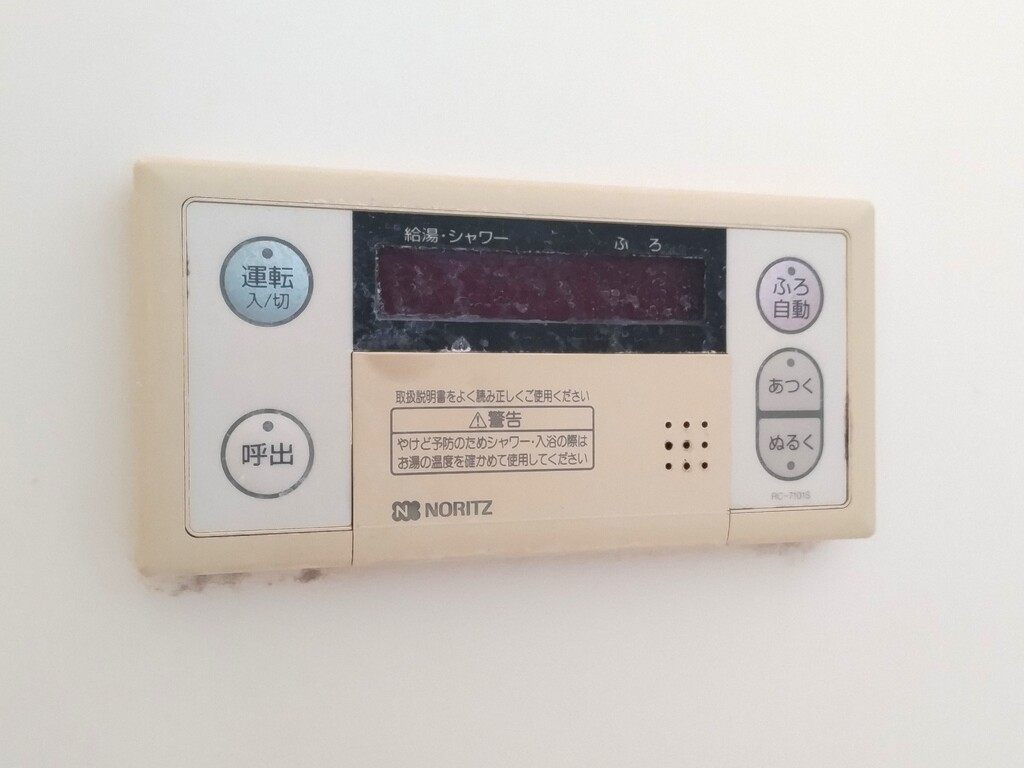 給湯・シャワー
ふろ
運転
入/切
ふろ
自動
あつく
ぬるく
呼出
取扱説明書をよく読み正しくご使用ください
⚠警告
やけど予防のためシャワー・入浴の際は
お湯の温度を確かめて使用してください
NORITZ
RC-7101S